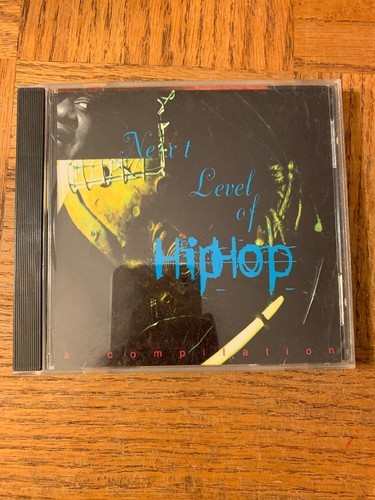 Next
Level
of
HipHop
a compilation